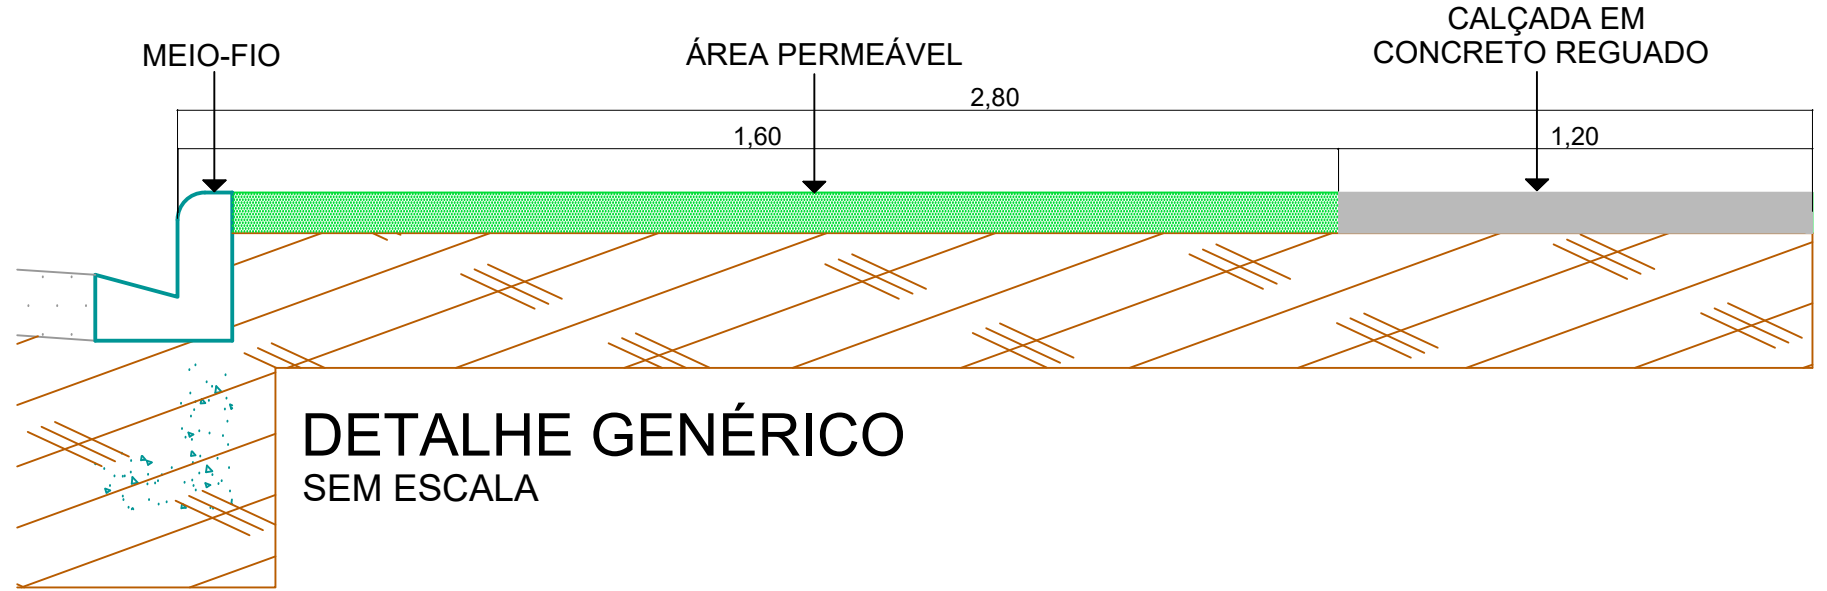 CALÇADA EM
CONCRETO REGUADO
MEIO-FIO
ÁREA PERMEÁVEL
2,80
1,60
1,20
DETALHE GENÉRICO
SEM ESCALA